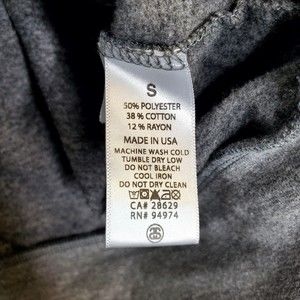 S
50% POLYESTER
38% COTTON
12% RAYON
MADE IN USA
MACHINE WASH COLD
TUMBLE DRY LOW
DO NOT BLEACH
COOL IRON
DO NOT DRY CLEAN
CA# 28629
RN# 94974